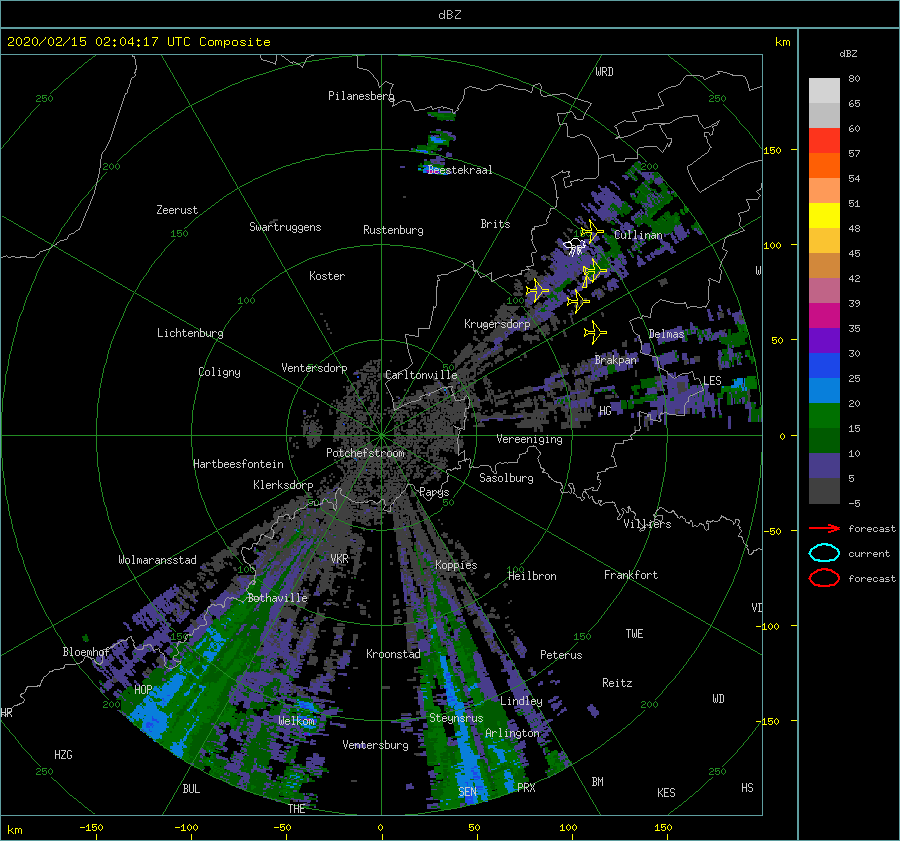 dBZ
2020/02/15 02:04:17 UTC Composite
km
dBZ
WRD
250
Pilanesberg
250
80
65
60
57
54
51
48
45
42
39
35
30
25
20
15
10
5
-5
150
200
Beestekraal
200
Zeerust
Swartruggens
Rustenburg
Brits
150
Cullinan
100
W
Koster
100
100
Krugersdorp
Lichtenburg
Delmas
50
Brakpan
Coligny
Ventersdorp
Carltonville
LES
HG
0
Vereeniging
Potchefstroom
Hartbeesfontein
Klerksdorp
Sasolburg
Parys
50
50
Villiers
-50
forecast
current
forecast
Wolmaransstad
VKR
Koppies
100
100
Heilbron
Frankfort
Bothaville
VI
-100
150
150
TWE
Bloemhof
Kroonstad
Peterus
HOP
Reitz
200
Lindley
200
WD
HR
Welkom
Steynsrus
-150
Arlington
Ventersburg
HZG
250
250
BUL
SEN
PRX
BM
KES
HS
THE
km
-150
-100
-50
0
50
100
150